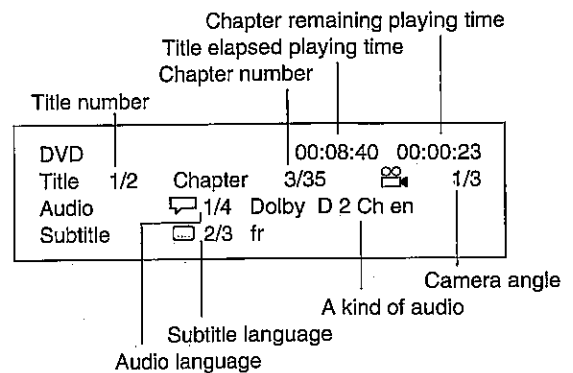 Chapter remaining playing time
Title elapsed playing time
Chapter number
Title number
DVD 00:08:40 00:00:23
Title 1/2 Chapter 3/35 1/3
Audio 1/4 Dolby D 2 Ch en
Subtitle 2/3 fr
Camera angle
A kind of audio
Subtitle language
Audio language